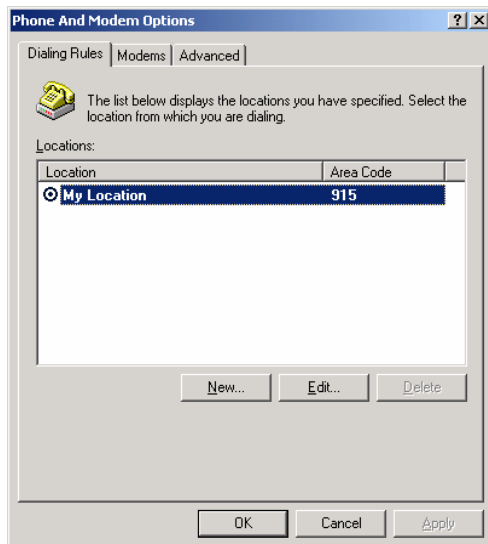 Phone And Modem Options
Dialing Rules Modems Advanced
The list below displays the locations you have specified. Select the
location from which you are dialing.
Locations:
Location Area Code
My Location 915
New... Edit... Delete
OK Cancel Apply